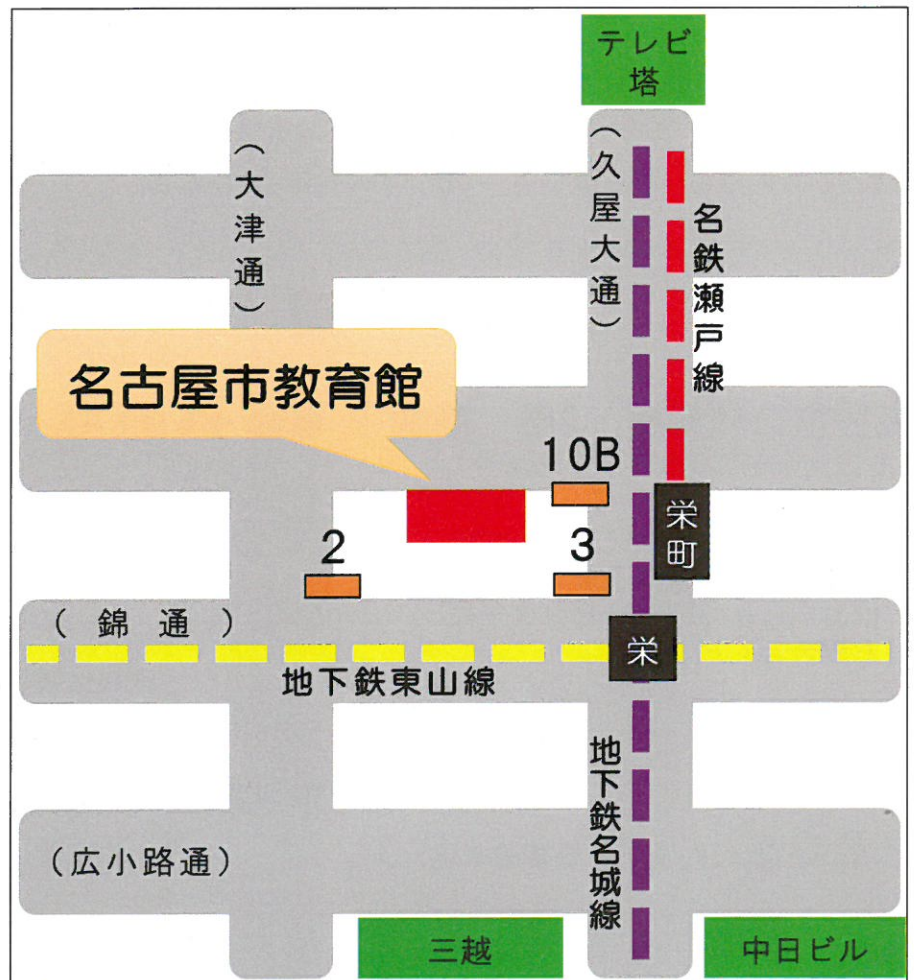 テレビ
塔
（大津通）
（久屋大通）
名鉄瀬戸線
名古屋市教育館
10B
栄町
2
3
（錦通）
栄
地下鉄東山線
地下鉄名城線
（広小路通）
三越
中日ビル